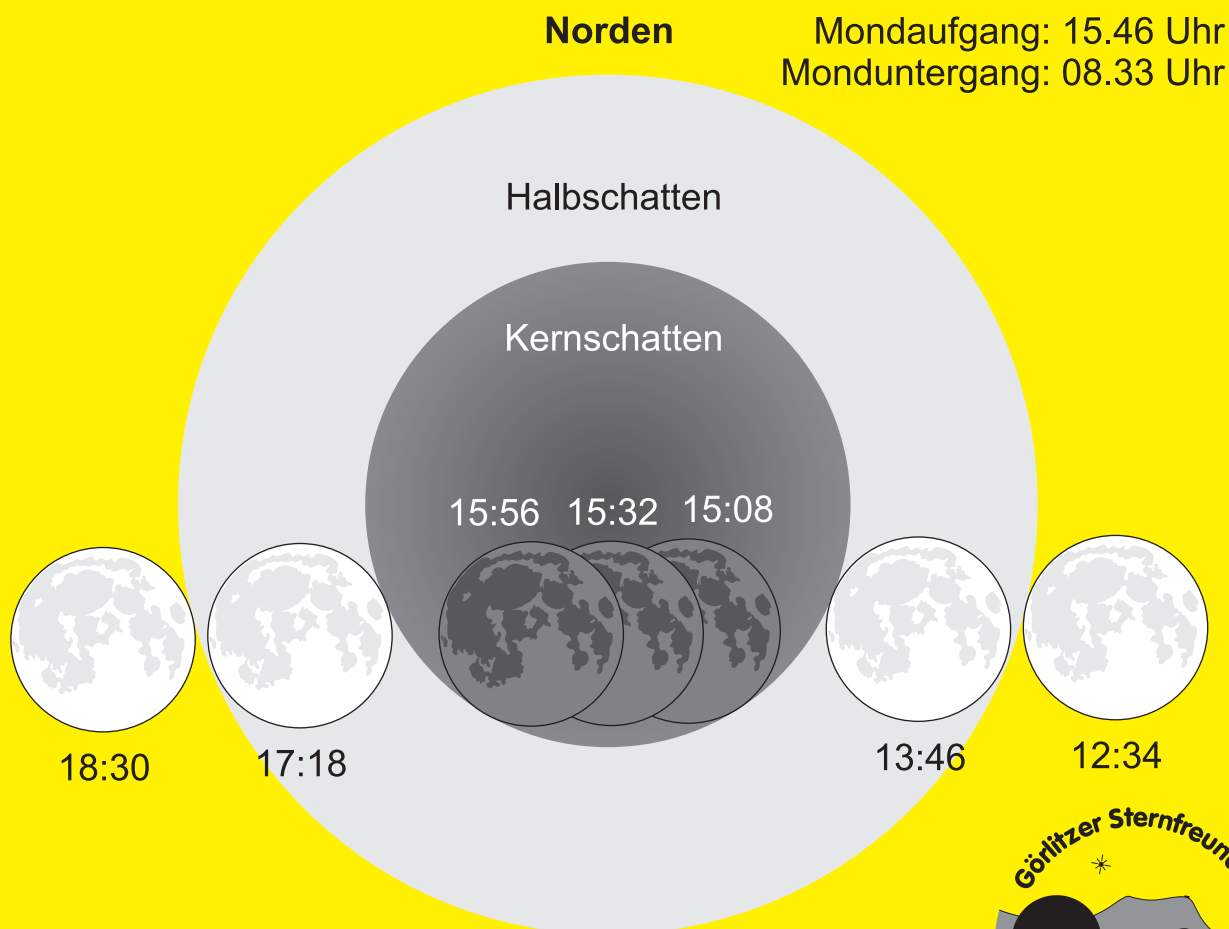 Norden
Mondaufgang: 15.46 Uhr
Monduntergang: 08.33 Uhr
Halbschatten
Kernschatten
15:56 15:32 15:08
18:30 17:18 13:46 12:34
Görlitzer